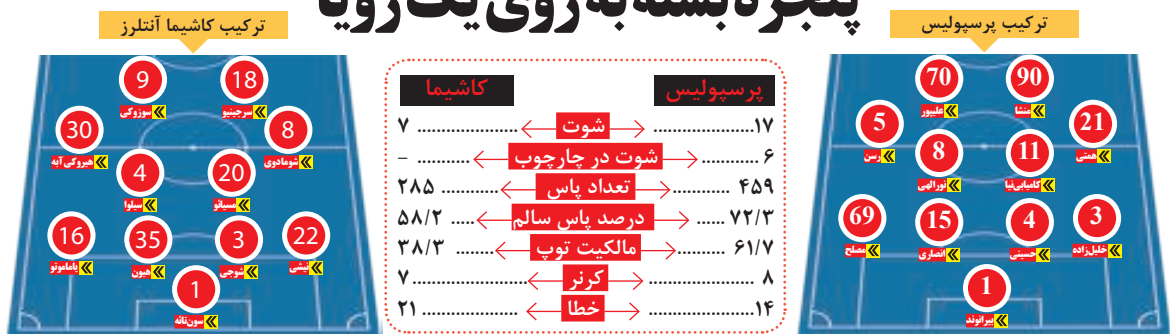 پنجره بسته به روی یک رویا
ترکیب پرسپولیس
90 منشا
70 علیپور
21 همتی
5 رسن
11 کامیابی‌نیا
8 نورالهی
3 خلیل‌زاده
4 حسینی
15 انصاری
69 مصلح
1 بیرانوند
پرسپولیس کاشیما
۱۷ شوت ۷
۶ شوت در چارچوب -
۴۵۹ تعداد پاس ۲۸۵
۷۲/۳ درصد پاس سالم ۵۸/۲
۶۱/۷ مالکیت توپ ۳۸/۳
۸ کرنر ۷
۱۴ خطا ۲۱
ترکیب کاشیما آنتلرز
18 سرجینیو
9 سوزوکی
8 شومادوی
30 هیروکی آبه
20 مسیائو
4 سیلوا
22 نیشی
3 شوجی
35 هیون
16 یامامونو
1 سون‌تائه